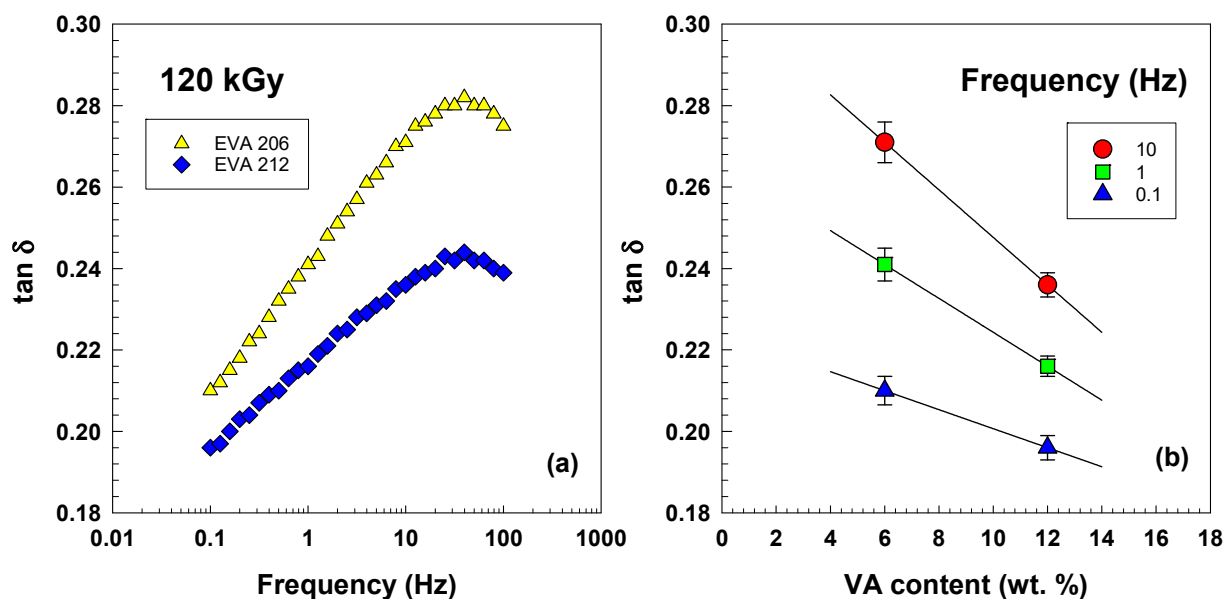 120 kGy
EVA 206
EVA 212
(a)
tan δ
0.30
0.28
0.26
0.24
0.22
0.20
0.18
0.01 0.1 1 10 100 1000
Frequency (Hz)
Frequency (Hz)
10
1
0.1
(b)
tan δ
0.30
0.28
0.26
0.24
0.22
0.20
0.18
0 2 4 6 8 10 12 14 16 18
VA content (wt. %)